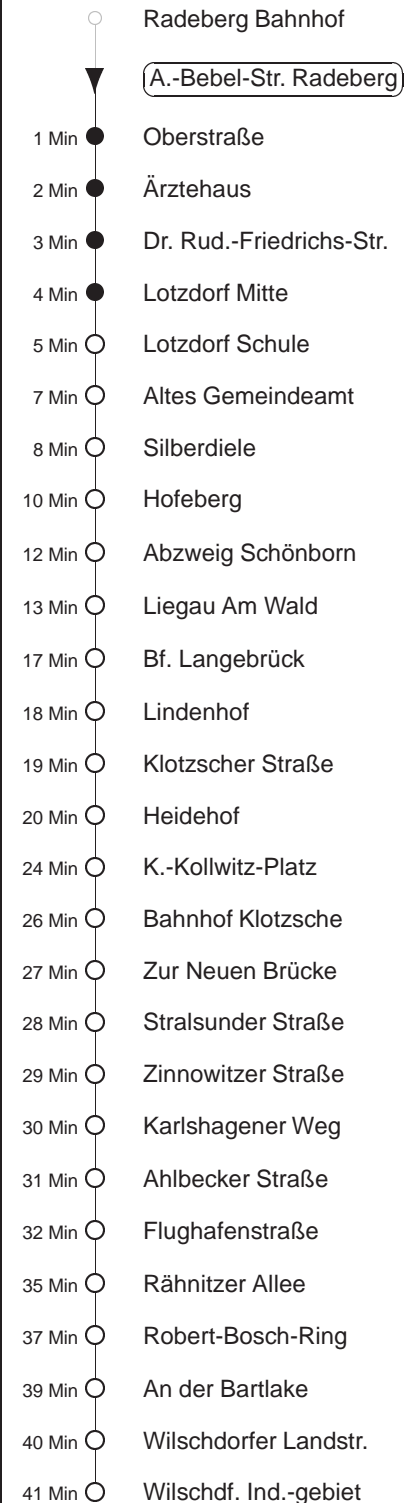 Radeberg Bahnhof
A.-Bebel-Str. Radeberg
1 Min Oberstraße
2 Min Ärztehaus
3 Min Dr. Rud.-Friedrichs-Str.
4 Min Lotzdorf Mitte
5 Min Lotzdorf Schule
7 Min Altes Gemeindeamt
8 Min Silberdiele
10 Min Hofeberg
12 Min Abzweig Schönborn
13 Min Liegau Am Wald
17 Min Bf. Langebrück
18 Min Lindenhof
19 Min Klotzscher Straße
20 Min Heidehof
24 Min K.-Kollwitz-Platz
26 Min Bahnhof Klotzsche
27 Min Zur Neuen Brücke
28 Min Stralsunder Straße
29 Min Zinnowitzer Straße
30 Min Karlshagener Weg
31 Min Ahlbecker Straße
32 Min Flughafenstraße
35 Min Rähnitzer Allee
37 Min Robert-Bosch-Ring
39 Min An der Bartlake
40 Min Wilschdorfer Landstr.
41 Min Wilschdf. Ind.-gebiet